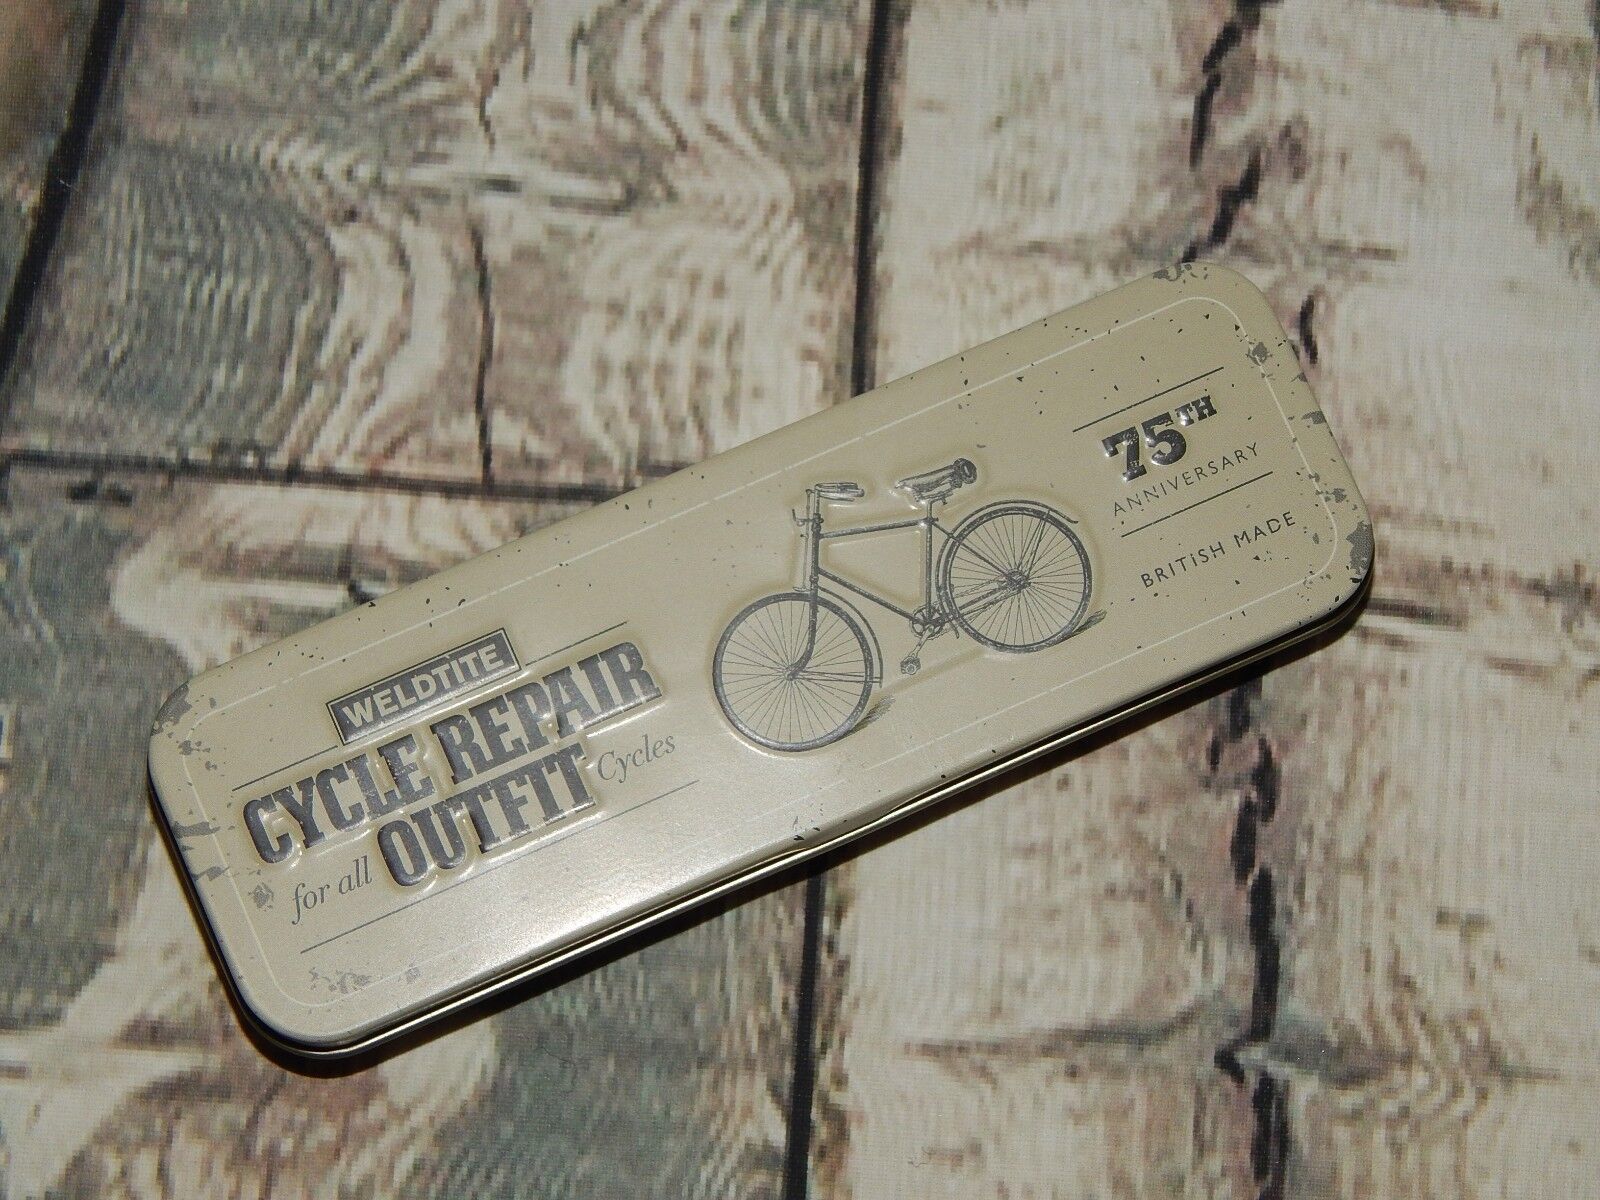 WELDTITE
CYCLE REPAIR
for all OUTFIT Cycles
75TH
ANNIVERSARY
BRITISH MADE